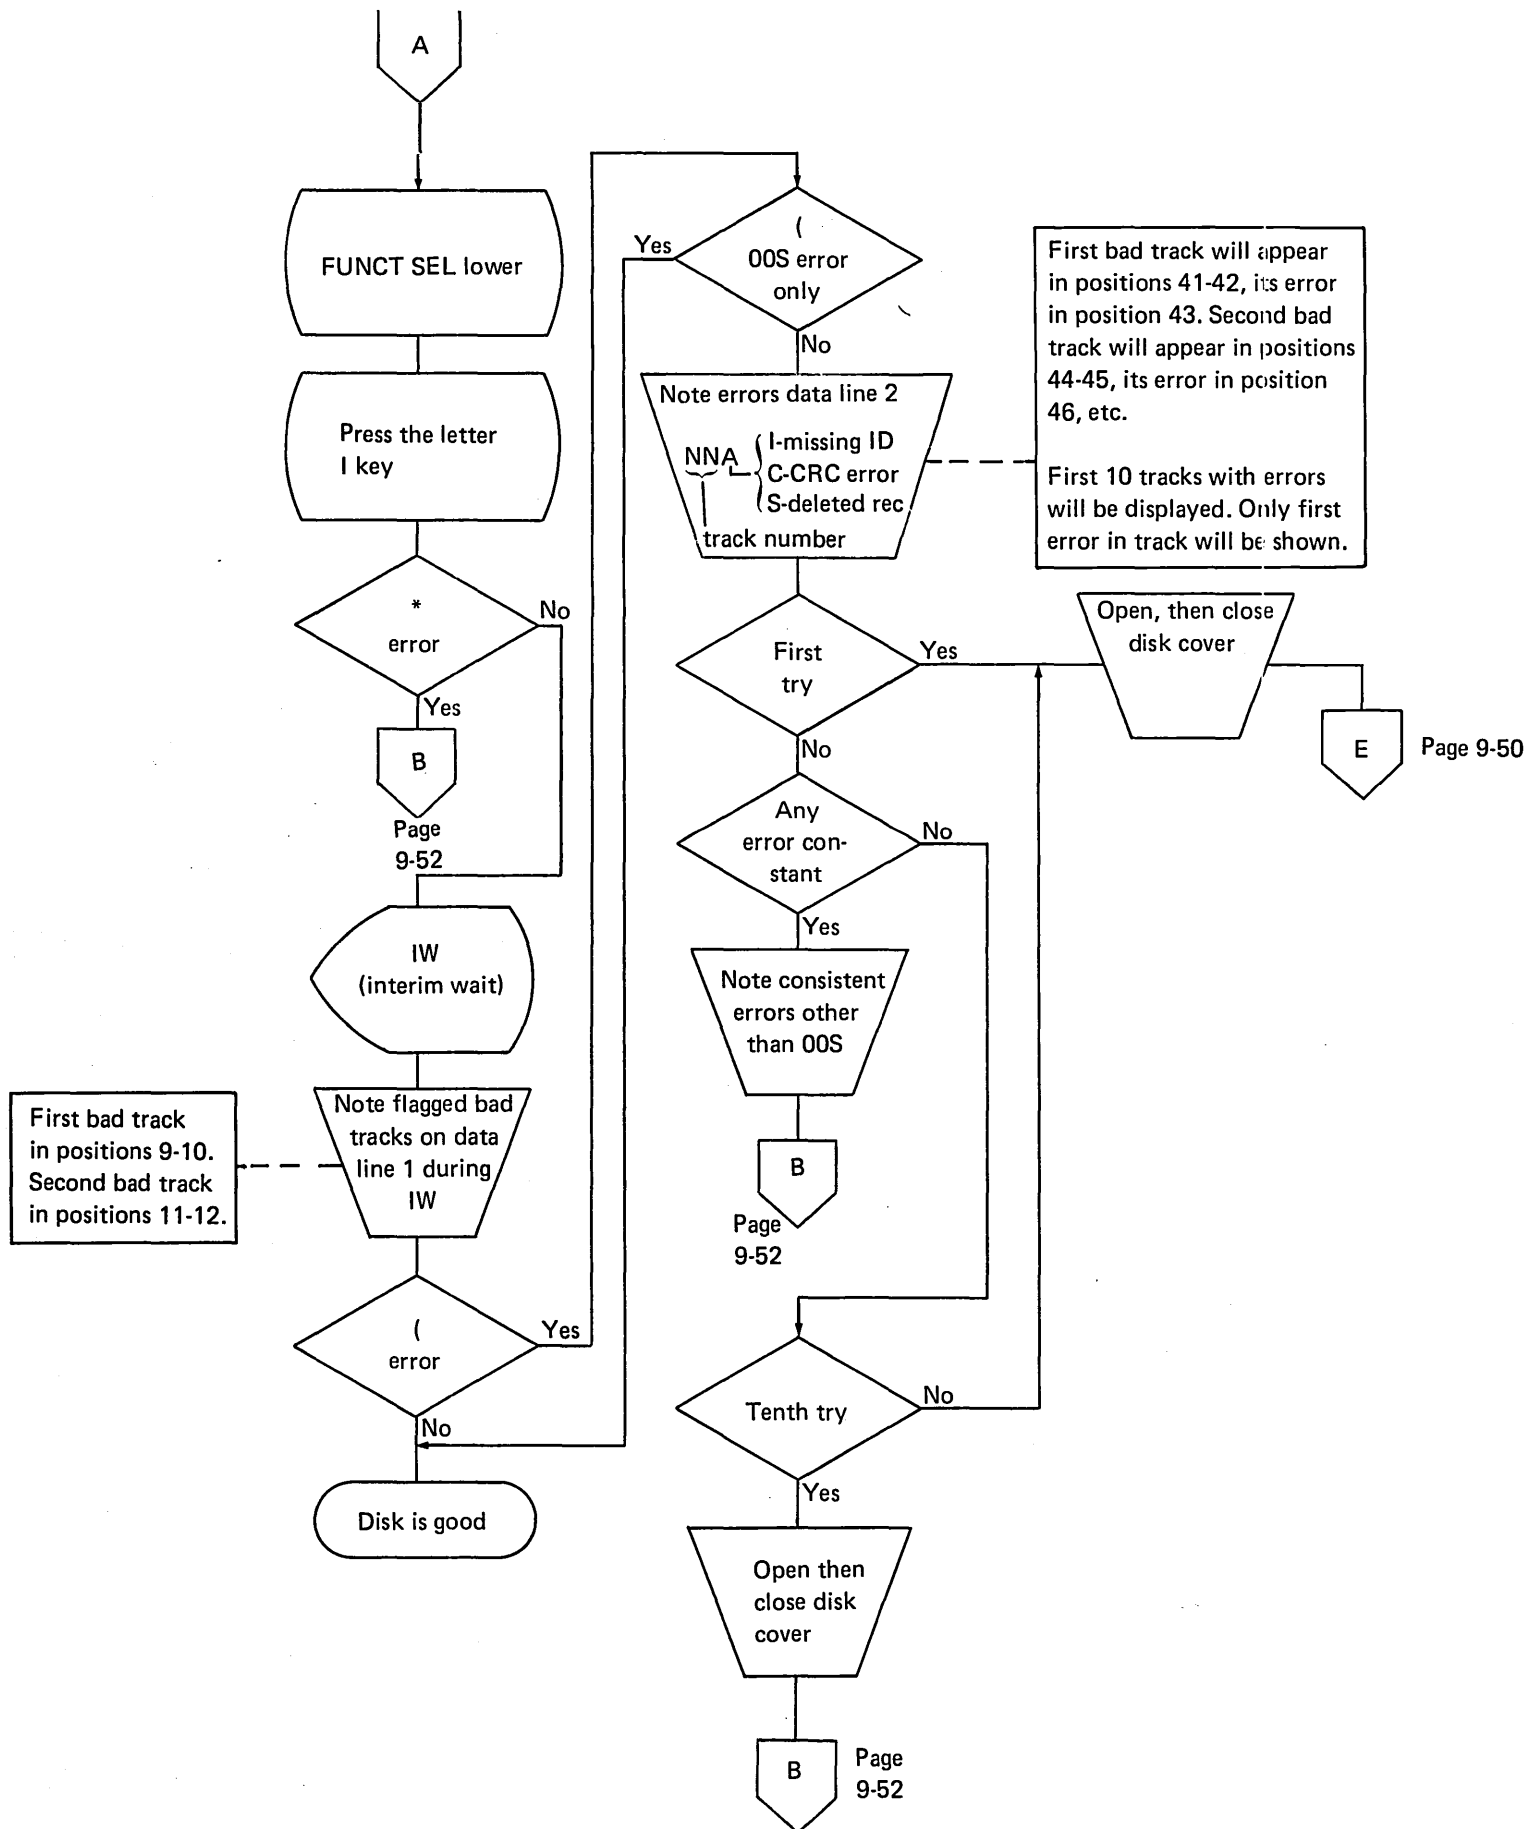 A
FUNCT SEL lower
Press the letter
I key
*
error
No
Yes
B
Page
9-52
IW
(interim wait)
First bad track
in positions 9-10.
Second bad track
in positions 11-12.
Note flagged bad
tracks on data
line 1 during
IW
(
error
Yes
No
Disk is good
(
00S error
only
Yes
No
Note errors data line 2
NNA
I-missing ID
C-CRC error
S-deleted rec
track number
First bad track will appear
in positions 41-42, its error
in position 43. Second bad
track will appear in positions
44-45, its error in position
46, etc.
First 10 tracks with errors
will be displayed. Only first
error in track will be shown.
First
try
Yes
No
Open, then close
disk cover
E
Page 9-50
Any
error con-
stant
No
Yes
Note consistent
errors other
than 00S
B
Page
9-52
Tenth try
No
Yes
Open then
close disk
cover
B
Page
9-52